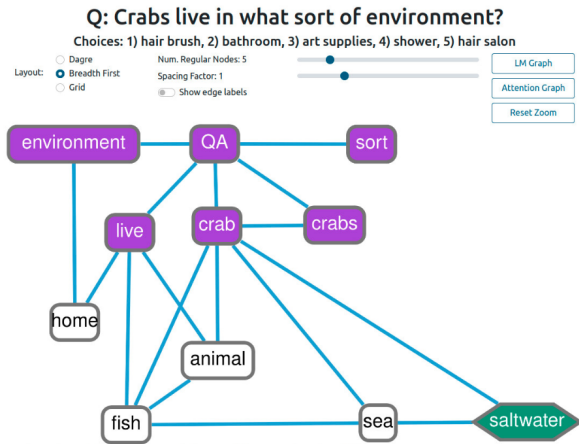 Q: Crabs live in what sort of environment?
Choices: 1) hair brush, 2) bathroom, 3) art supplies, 4) shower, 5) hair salon
Layout:
Dagre
Breadth First
Grid
Num. Regular Nodes: 5
Spacing Factor: 1
Show edge labels
LM Graph
Attention Graph
Reset Zoom
environment
QA
sort
live
crab
crabs
home
animal
fish
sea
saltwater